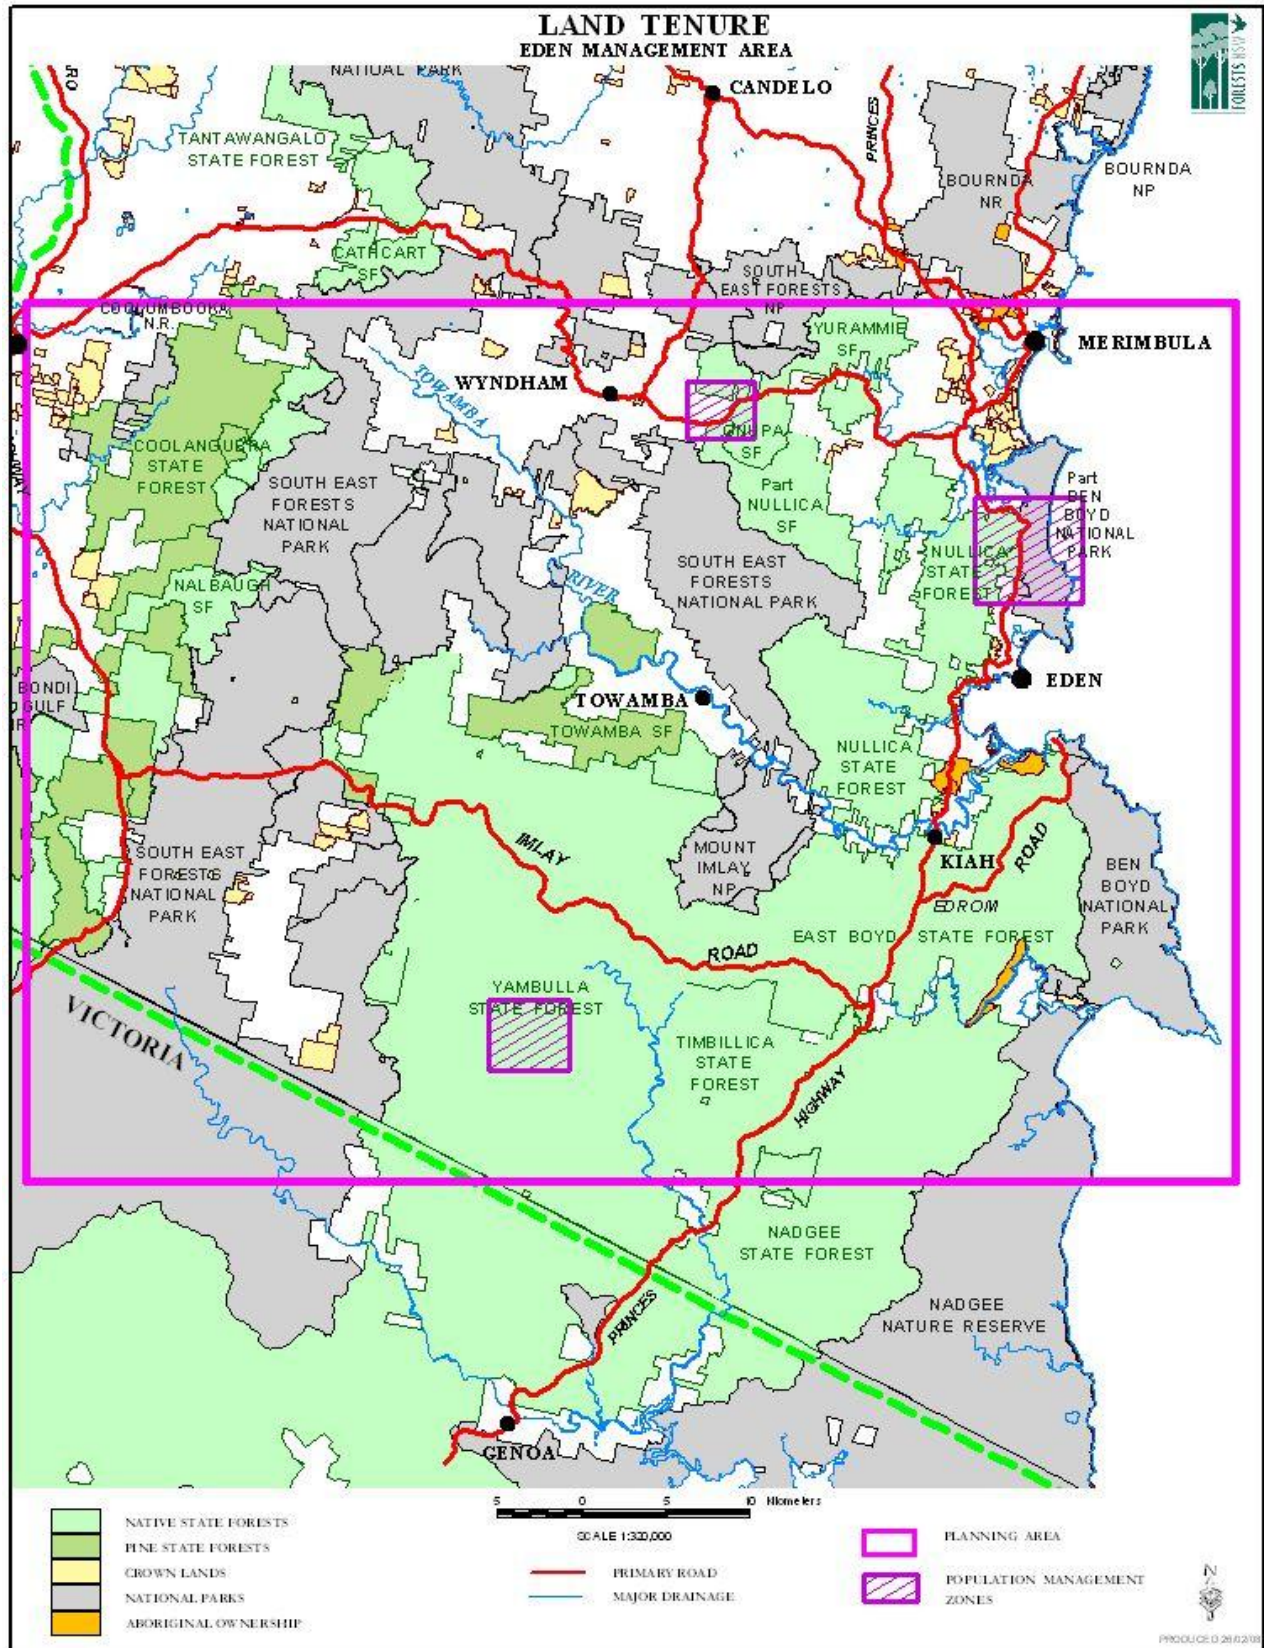 LAND TENURE
EDEN MANAGEMENT AREA
FORESTS NSW
NATIONAL PARK
CANDELO
PRINCES
TANTAWANGALO
STATE FOREST
BOURNDA
NP
BOURNDA
NR
CATHCART
SF
SOUTH
EAST FORESTS
NP
COOLUMBOOKA
N.R.
YURAMMIE
SF
MERIMBULA
TOWAMBA
WYNDHAM
SF
COOLANGUBRA
STATE
FOREST
SOUTH EAST
FORESTS
NATIONAL
PARK
Part
NULLICA
SF
Part
BEN
BOYD
NATIONAL
PARK
NULLICA
STATE
FOREST
NALBAUGH
SF
RIVER
SOUTH EAST
FORESTS
NATIONAL PARK
BONDI
GULF
TOWAMBA
EDEN
TOWAMBA SF
NULLICA
STATE
FOREST
IMLAY
MOUNT
IMLAY
NP
KIAH
ROAD
BEN
BOYD
NATIONAL
PARK
SOUTH EAST
FORESTS
NATIONAL
PARK
EDROM
ROAD
EAST BOYD STATE FOREST
YAMBULLA
STATE FOREST
VICTORIA
TIMBILLICA
STATE
FOREST
HIGHWAY
NADGEE
STATE FOREST
PRINCES
NADGEE
NATURE RESERVE
GENOA
5 0 5 10 Kilometers
SCALE 1:320,000
NATIVE STATE FORESTS
PINE STATE FORESTS
CROWN LANDS
NATIONAL PARKS
ABORIGINAL OWNERSHIP
PRIMARY ROAD
MAJOR DRAINAGE
PLANNING AREA
POPULATION MANAGEMENT
ZONES
N